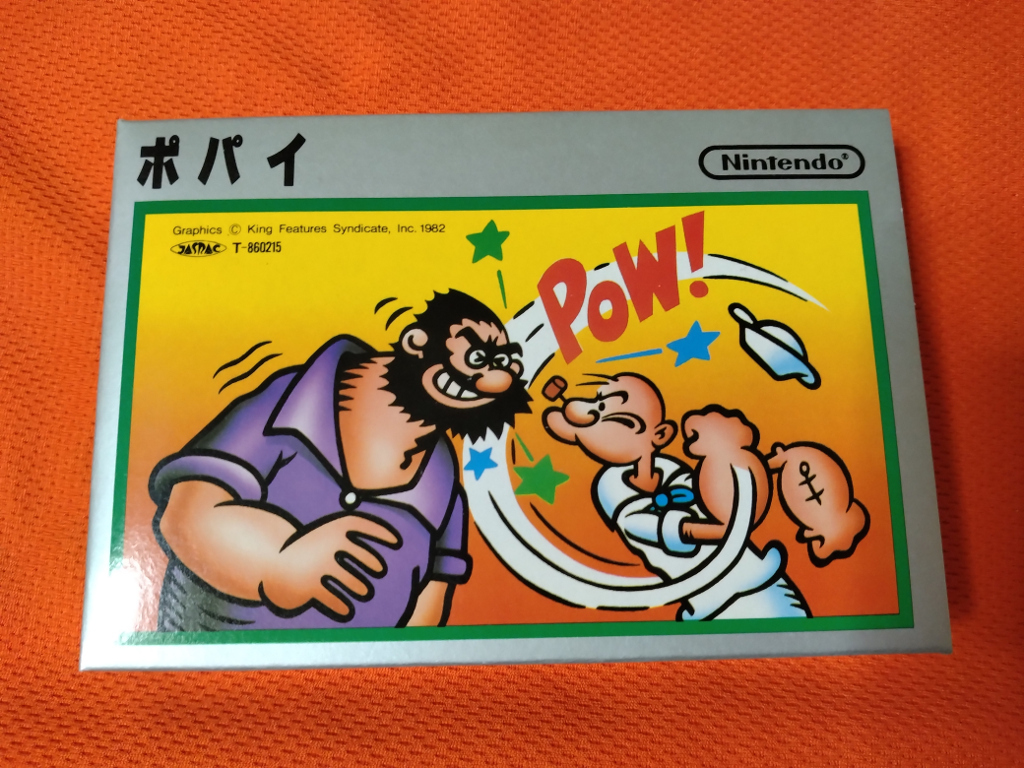 ポパイ
Nintendo®
Graphics © King Features Syndicate, Inc. 1982
JASRAC T-860215
POW!